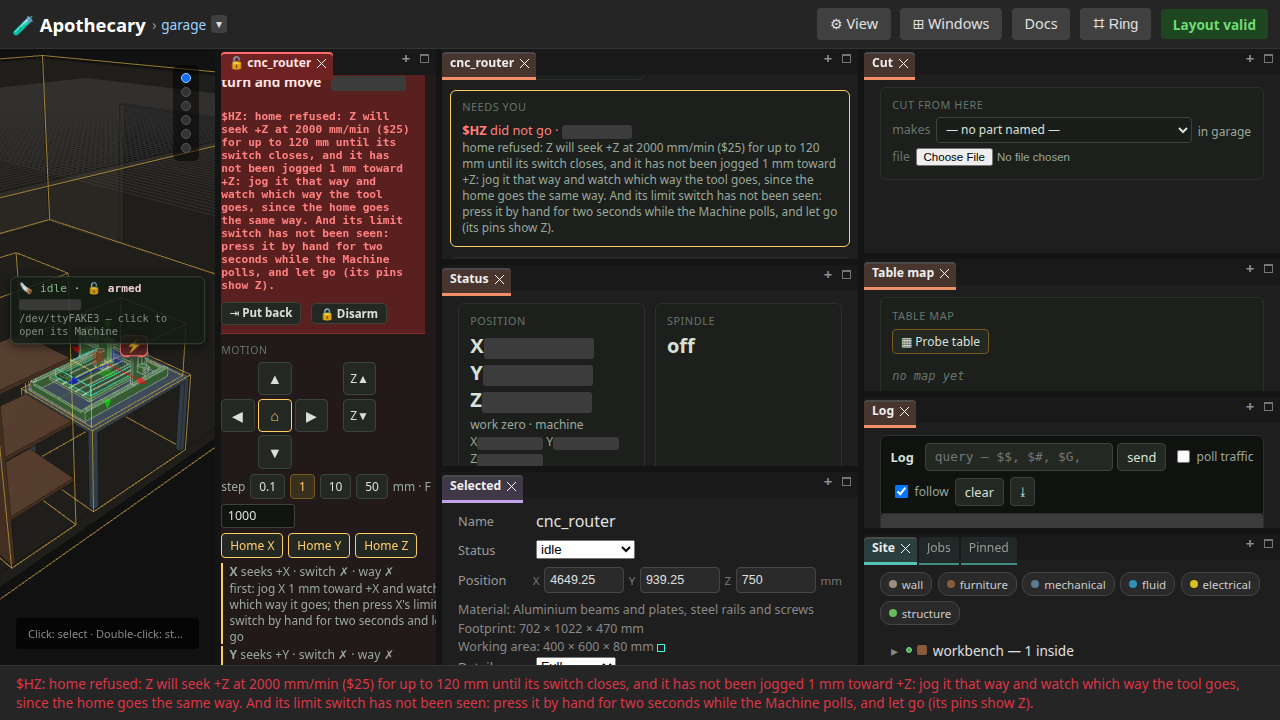 🧪 Apothecary › garage ▾
⚙ View
⊞ Windows
Docs
⌗ Ring
Layout valid
idle · 🔓 armed
/dev/ttyFAKE3 — click to
open its Machine
Click: select · Double-click: st…
🔓 cnc_router
turn and move
$HZ: home refused: Z will
seek +Z at 2000 mm/min ($25)
for up to 120 mm until its
switch closes, and it has
not been jogged 1 mm toward
+Z: jog it that way and
watch which way the tool
goes, since the home goes
the same way. And its limit
switch has not been seen:
press it by hand for two
seconds while the Machine
polls, and let go (its pins
show Z).
⇥ Put back
🔒 Disarm
MOTION
▲ Z▲
◀ ⌂ ▶ Z▼
▼
step 0.1 1 10 50 mm · F
1000
Home X Home Y Home Z
X seeks +X · switch ✗ · way ✗
first: jog X 1 mm toward +X and watch
which way it goes; then press X's limit
switch by hand for two seconds and let
go
Y seeks +Y · switch ✗ · way ✗
cnc_router
NEEDS YOU
$HZ did not go ·
home refused: Z will seek +Z at 2000 mm/min ($25) for up to 120
mm until its switch closes, and it has not been jogged 1 mm toward
+Z: jog it that way and watch which way the tool goes, since the
home goes the same way. And its limit switch has not been seen:
press it by hand for two seconds while the Machine polls, and let go
(its pins show Z).
Status
POSITION
X
Y
Z
work zero · machine
X Y
Z
SPINDLE
off
Selected
Name cnc_router
Status idle
Position X 4649.25 Y 939.25 Z 750 mm
Material: Aluminium beams and plates, steel rails and screws
Footprint: 702 × 1022 × 470 mm
Working area: 400 × 600 × 80 mm
Cut
CUT FROM HERE
makes — no part named — in garage
file Choose File No file chosen
Table map
TABLE MAP
▦ Probe table
no map yet
Log
Log query — $$, $#, $G, send poll traffic
follow clear ⤓
Site Jobs Pinned
wall furniture mechanical fluid electrical
structure
▸ workbench — 1 inside
$HZ: home refused: Z will seek +Z at 2000 mm/min ($25) for up to 120 mm until its switch closes, and it has not been jogged 1 mm toward +Z: jog it that way and watch which way the tool goes,
since the home goes the same way. And its limit switch has not been seen: press it by hand for two seconds while the Machine polls, and let go (its pins show Z).